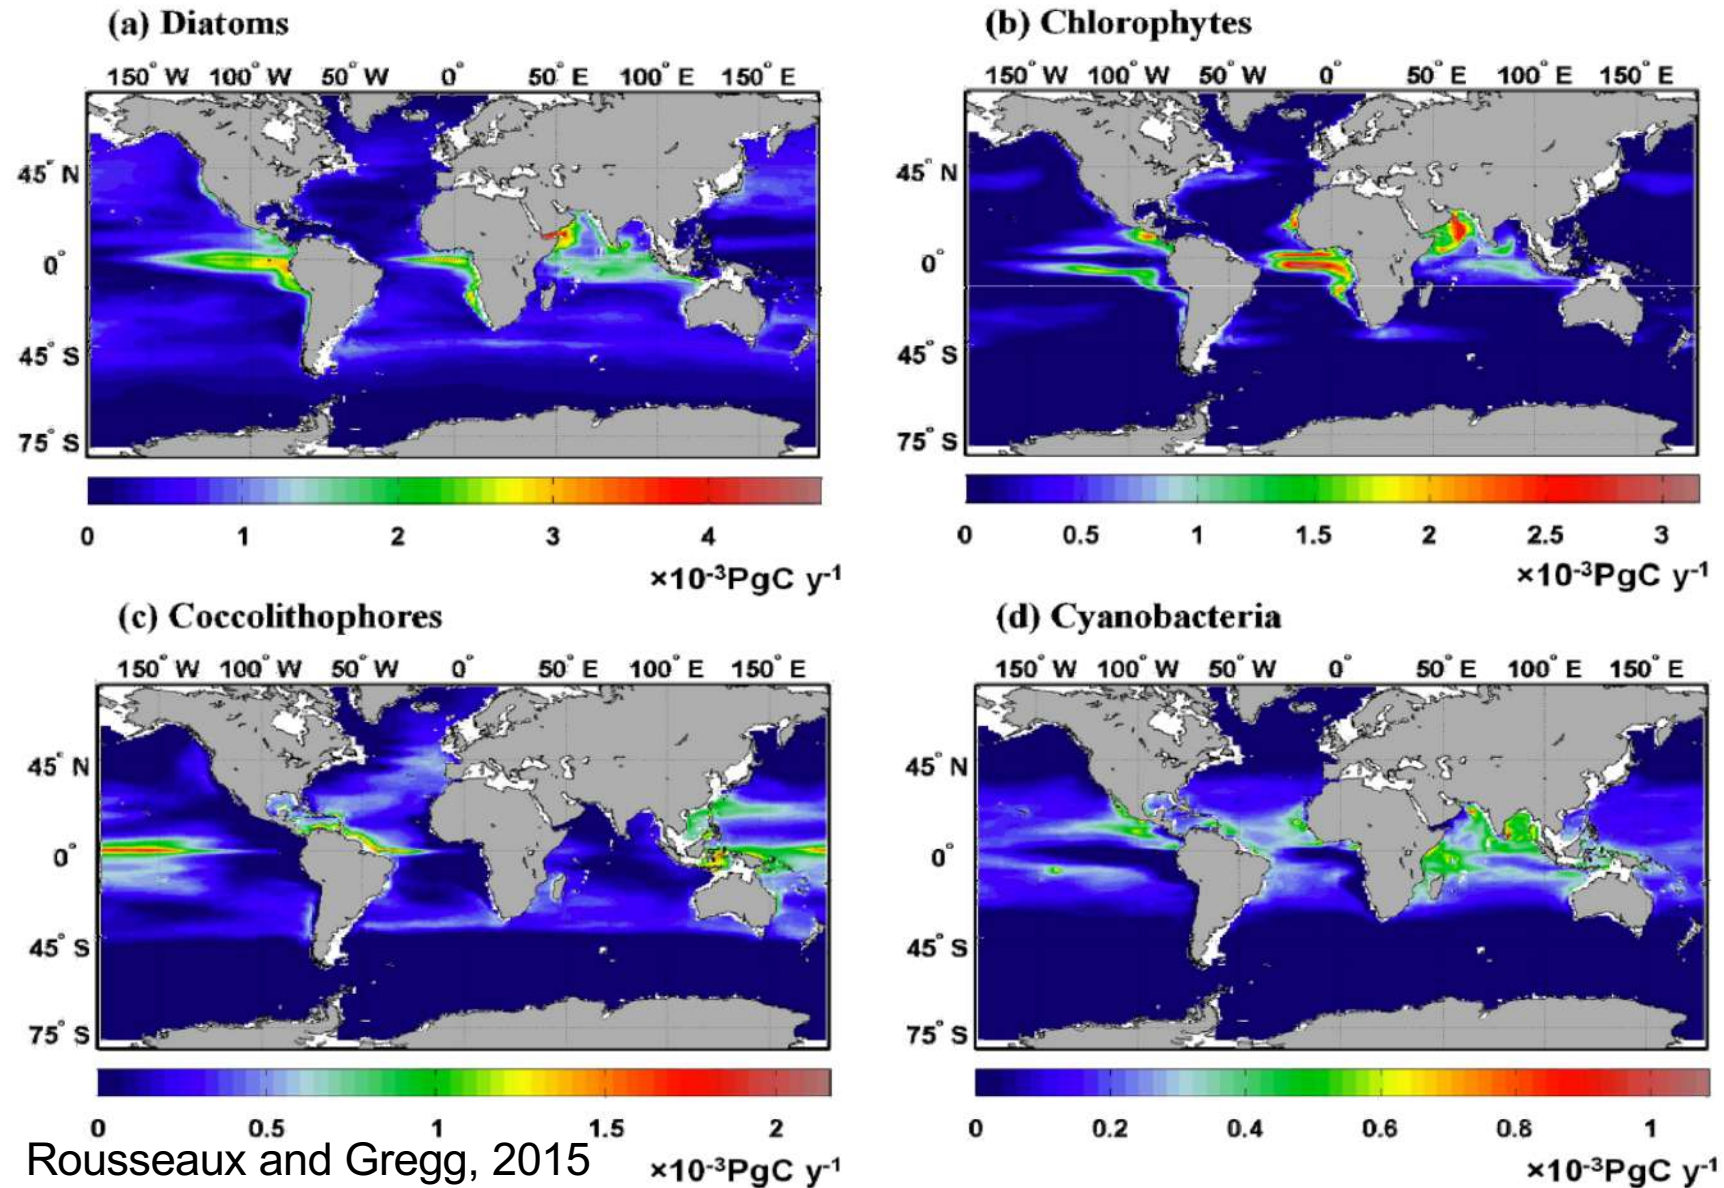 (a) Diatoms
150° W 100° W 50° W 0° 50° E 100° E 150° E
45° N
0°
45° S
75° S
0 1 2 3 4
×10-3PgC y-1
(b) Chlorophytes
150° W 100° W 50° W 0° 50° E 100° E 150° E
45° N
0°
45° S
75° S
0 0.5 1 1.5 2 2.5 3
×10-3PgC y-1
(c) Coccolithophores
150° W 100° W 50° W 0° 50° E 100° E 150° E
45° N
0°
45° S
75° S
0 0.5 1 1.5 2
×10-3PgC y-1
(d) Cyanobacteria
150° W 100° W 50° W 0° 50° E 100° E 150° E
45° N
0°
45° S
75° S
0 0.2 0.4 0.6 0.8 1
×10-3PgC y-1
Rousseaux and Gregg, 2015